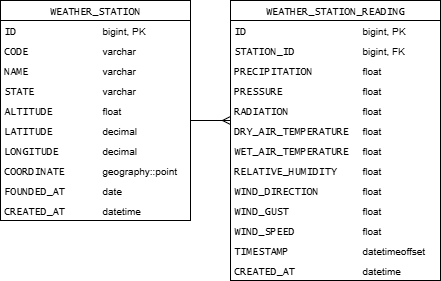 WEATHER_STATION
ID bigint, PK
CODE varchar
NAME varchar
STATE varchar
ALTITUDE float
LATITUDE decimal
LONGITUDE decimal
COORDINATE geography::point
FOUNDED_AT date
CREATED_AT datetime
WEATHER_STATION_READING
ID bigint, PK
STATION_ID bigint, FK
PRECIPITATION float
PRESSURE float
RADIATION float
DRY_AIR_TEMPERATURE float
WET_AIR_TEMPERATURE float
RELATIVE_HUMIDITY float
WIND_DIRECTION float
WIND_GUST float
WIND_SPEED float
TIMESTAMP datetimeoffset
CREATED_AT datetime